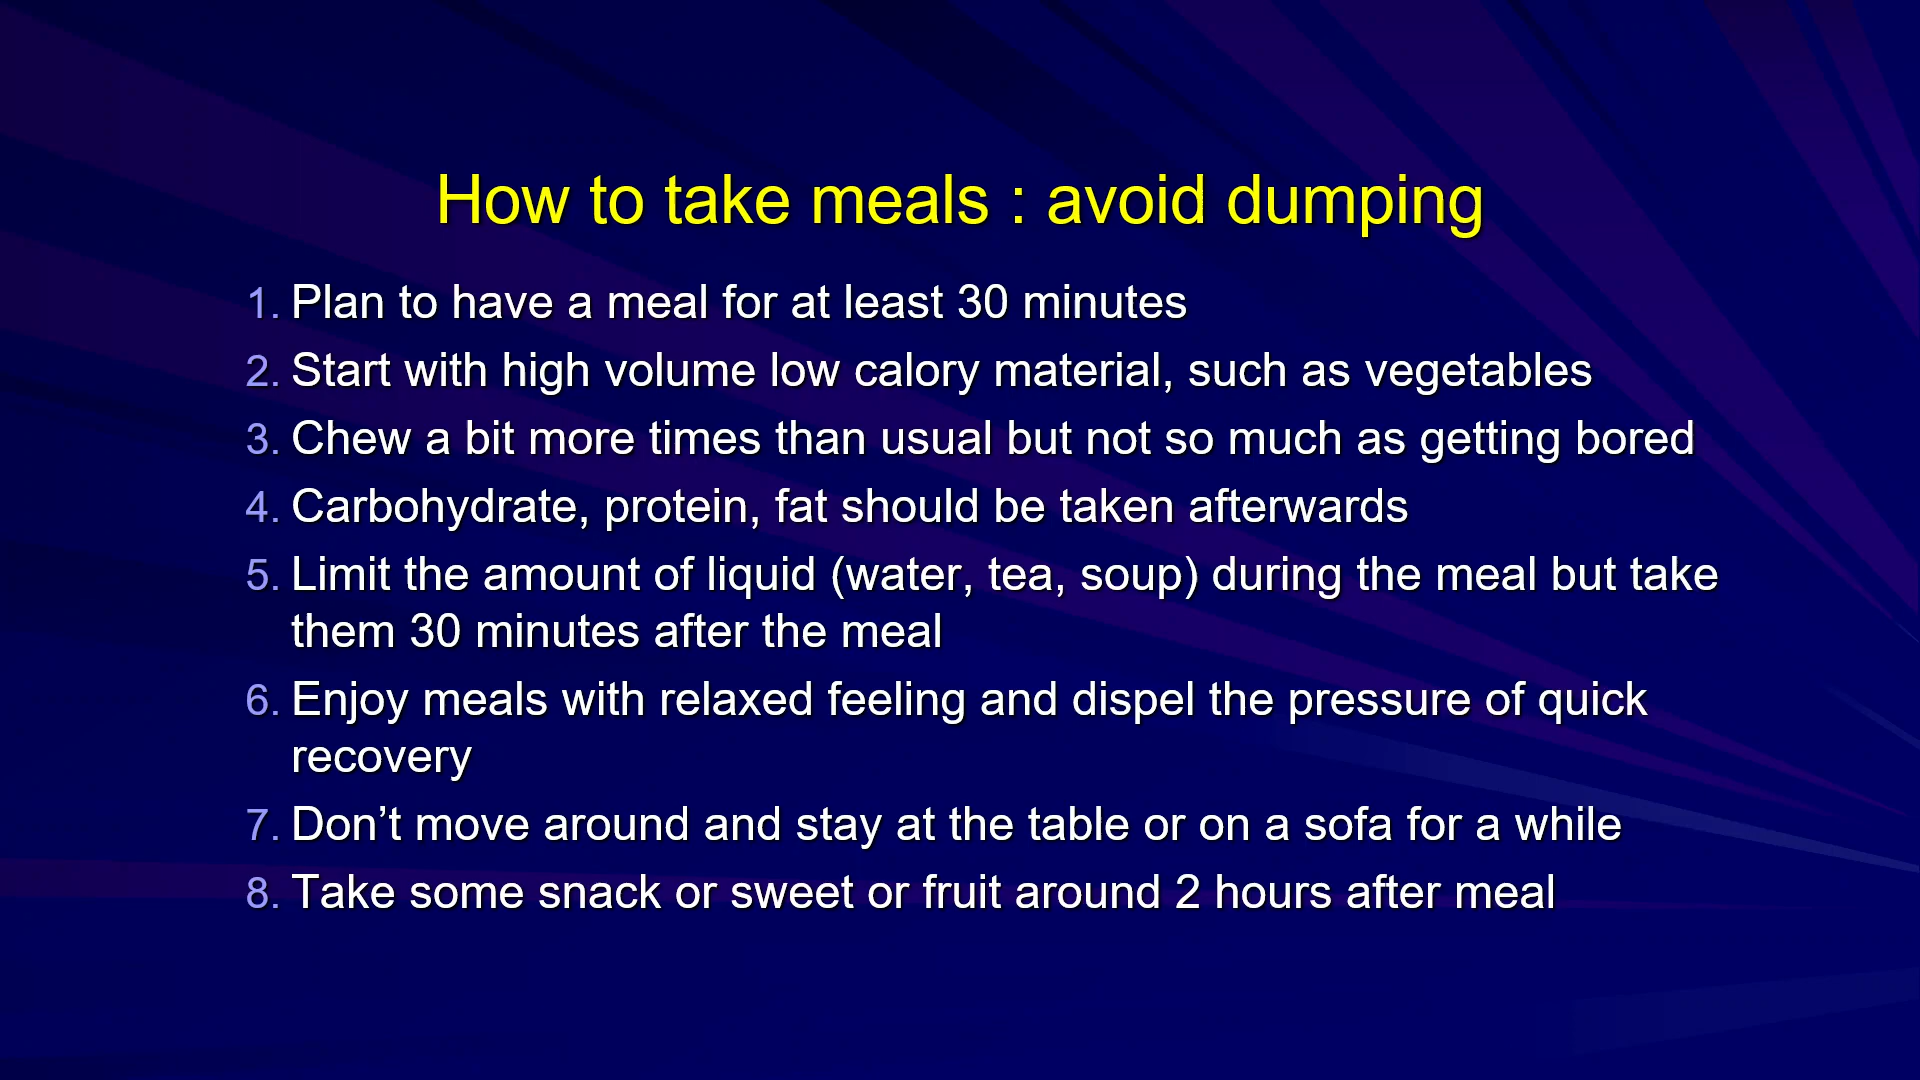 How to take meals : avoid dumping
1. Plan to have a meal for at least 30 minutes
2. Start with high volume low calory material, such as vegetables
3. Chew a bit more times than usual but not so much as getting bored
4. Carbohydrate, protein, fat should be taken afterwards
5. Limit the amount of liquid (water, tea, soup) during the meal but take
them 30 minutes after the meal
6. Enjoy meals with relaxed feeling and dispel the pressure of quick
recovery
7. Don’t move around and stay at the table or on a sofa for a while
8. Take some snack or sweet or fruit around 2 hours after meal